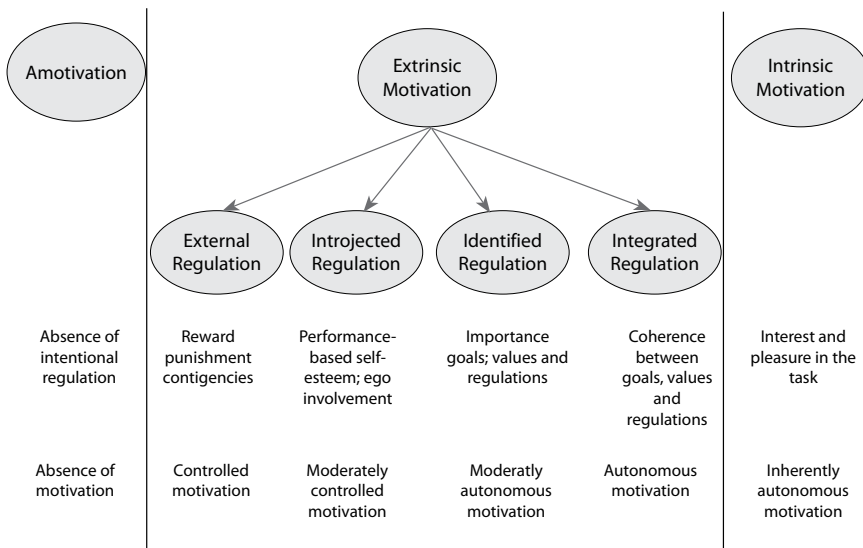 Amotivation
Extrinsic
Motivation
Intrinsic
Motivation
External
Regulation
Introjected
Regulation
Identified
Regulation
Integrated
Regulation
Absence of
intentional
regulation
Reward
punishment
contigencies
Performance-
based self-
esteem; ego
involvement
Importance
goals; values and
regulations
Coherence
between
goals, values
and
regulations
Interest and
pleasure in the
task
Absence of
motivation
Controlled
motivation
Moderately
controlled
motivation
Moderatly
autonomous
motivation
Autonomous
motivation
Inherently
autonomous
motivation